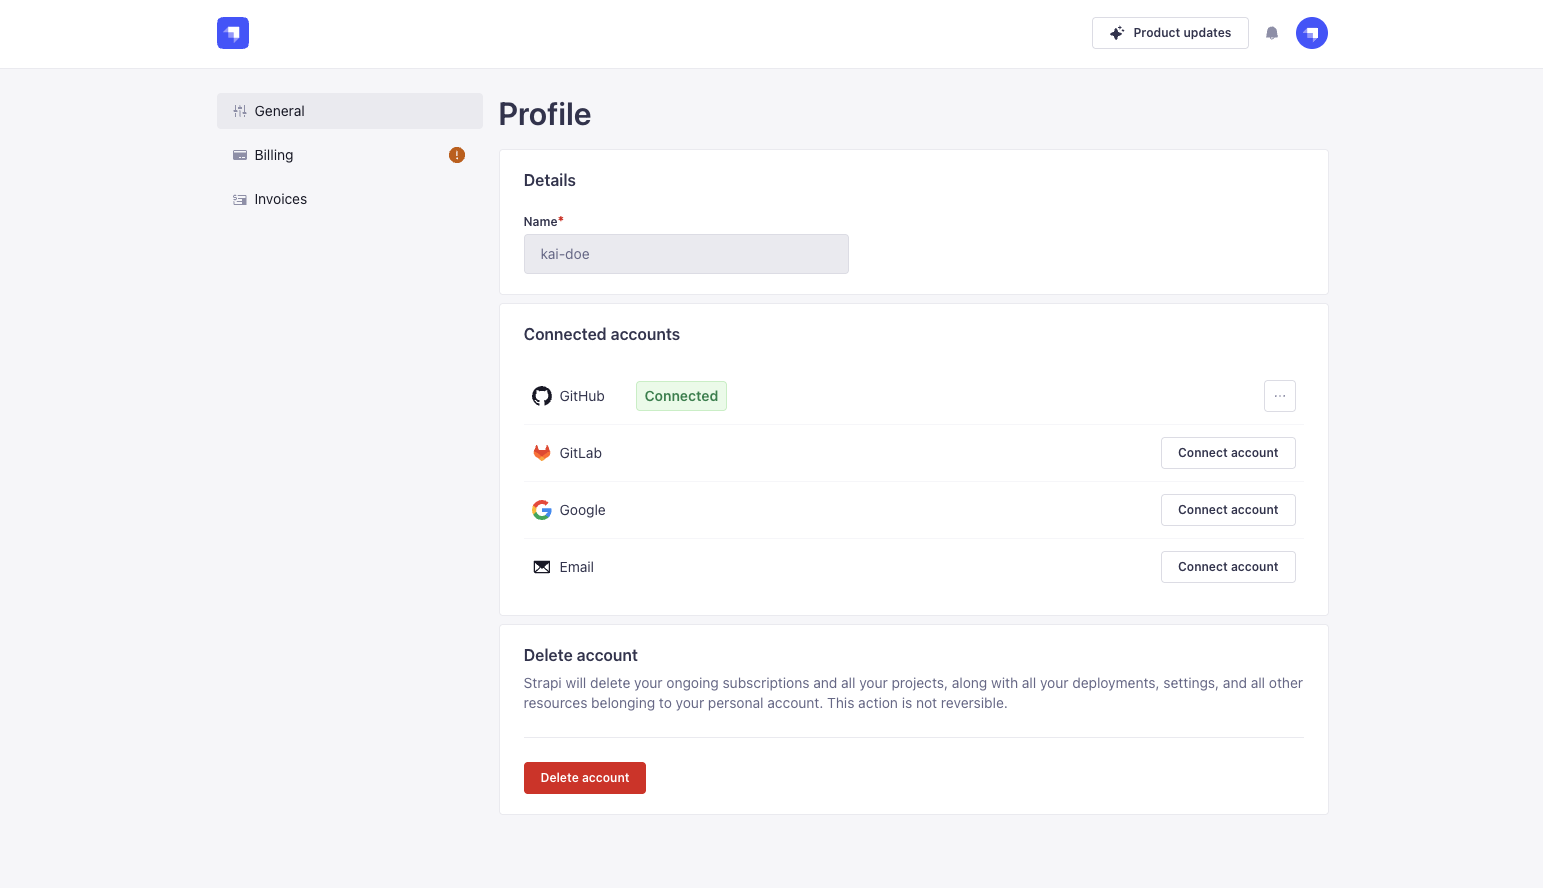 Product updates
General
Billing
Invoices
Profile
Details
Name*
kai-doe
Connected accounts
GitHub
Connected
...
GitLab
Connect account
Google
Connect account
Email
Connect account
Delete account
Strapi will delete your ongoing subscriptions and all your projects, along with all your deployments, settings, and all other
resources belonging to your personal account. This action is not reversible.
Delete account